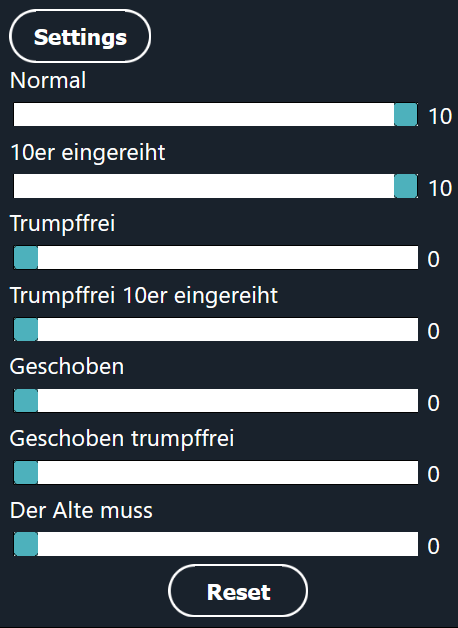 Settings
Normal
10
10er eingereiht
10
Trumpffrei
0
Trumpffrei 10er eingereiht
0
Geschoben
0
Geschoben trumpffrei
0
Der Alte muss
0
Reset